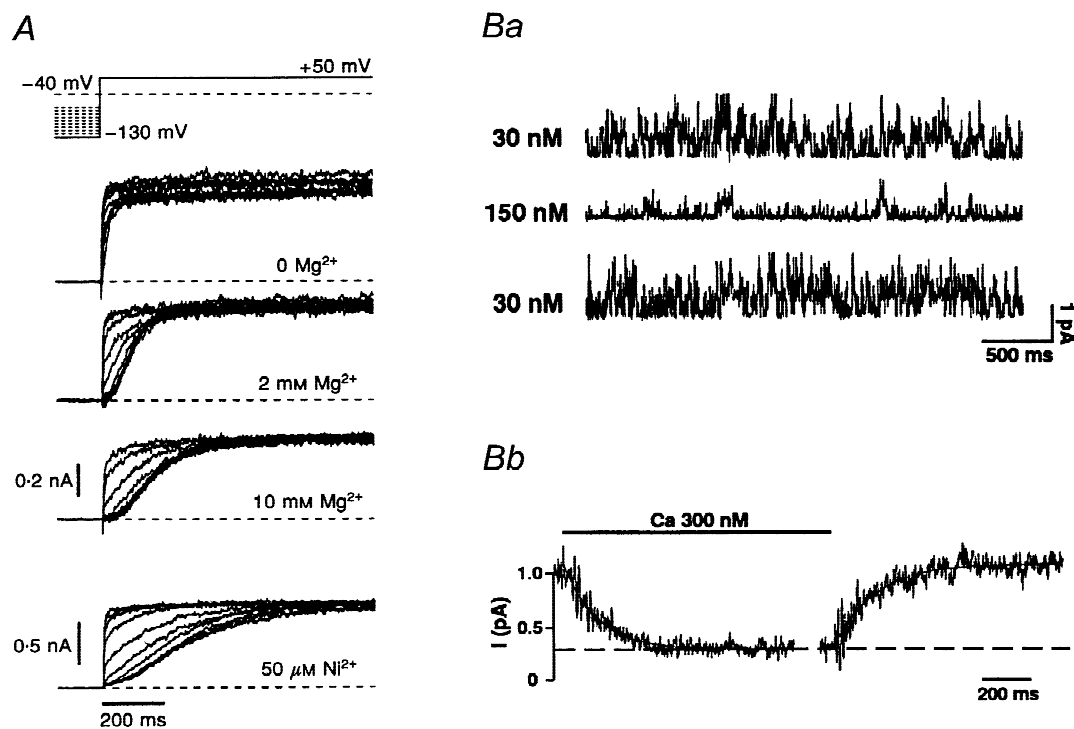 A
+50 mV
−40 mV
−130 mV
0 Mg²⁺
2 mM Mg²⁺
0·2 nA
10 mM Mg²⁺
0·5 nA
50 μM Ni²⁺
200 ms
Ba
30 nM
150 nM
30 nM
1 pA
500 ms
Bb
Ca 300 nM
1.0
0.5
0
I (pA)
200 ms